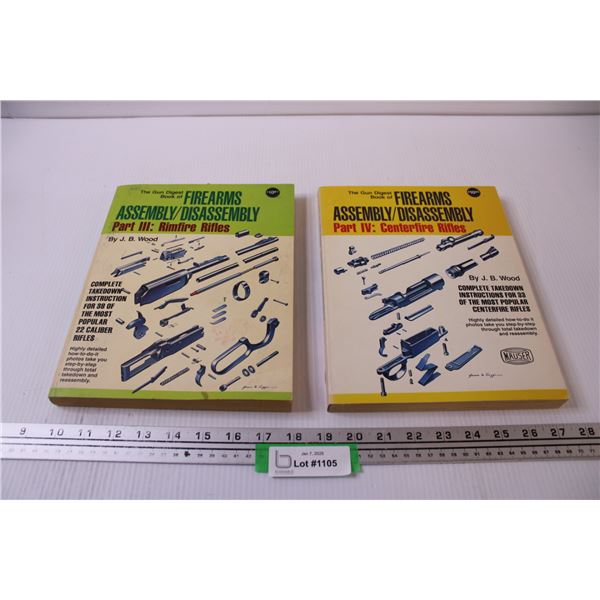 The Gun Digest
Book of FIREARMS
ASSEMBLY/DISASSEMBLY
Part III: Rimfire Rifles
By J. B. Wood
COMPLETE
TAKEDOWN
INSTRUCTION
FOR 38 OF
THE MOST
POPULAR
22 CALIBER
RIFLES
Highly detailed
how-to-do-it
photos take you
step-by-step
through total
takedown and
reassembly.
The Gun Digest
Book of FIREARMS
ASSEMBLY/DISASSEMBLY
Part IV: Centerfire Rifles
By J. B. Wood
COMPLETE TAKEDOWN
INSTRUCTIONS FOR 33
OF THE MOST POPULAR
CENTERFIRE RIFLES
Highly detailed how-to-do-it
photos take you step-by-step
through total takedown
and reassembly.
MAUSER
9 10 11 12 13 14 15 16 17 18 19 20 21 22 23 24 25 26 27 28
Jan 7, 2025
Lot #1105